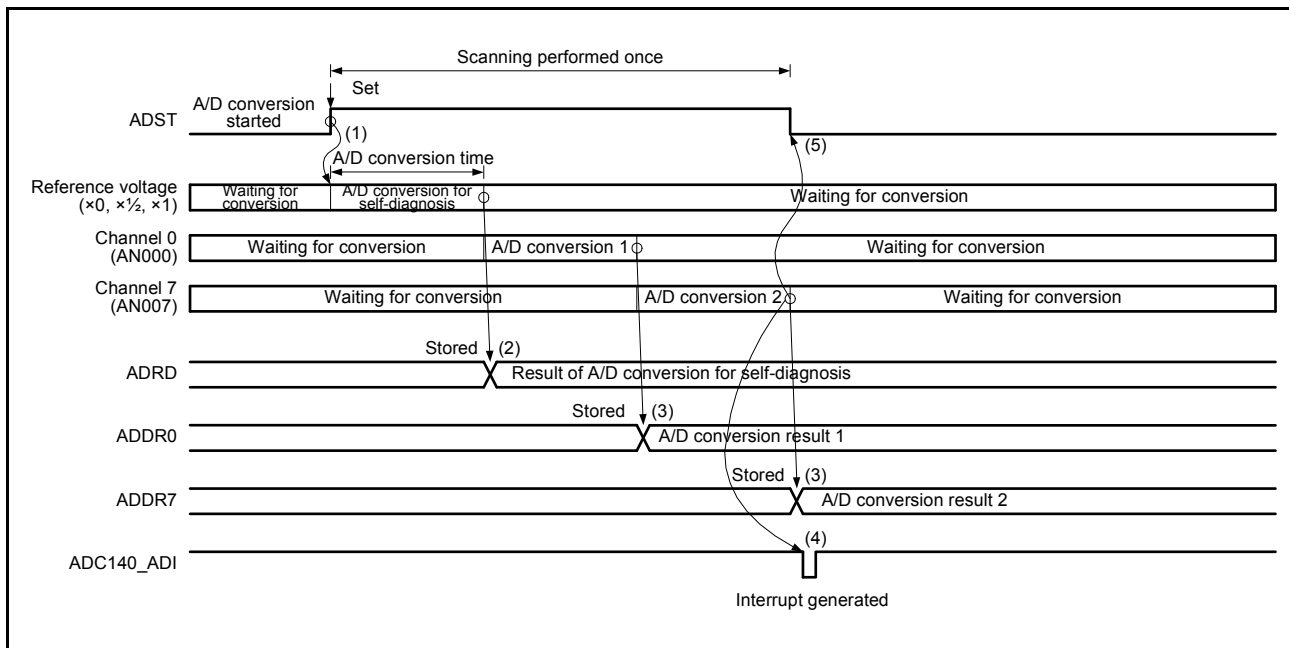 Scanning performed once
Set
A/D conversion
started
ADST
(1)
(5)
A/D conversion time
Reference voltage
(×0, ×½, ×1)
Waiting for
conversion
A/D conversion for
self-diagnosis
Waiting for conversion
Channel 0
(AN000)
Waiting for conversion
A/D conversion 1
Waiting for conversion
Channel 7
(AN007)
Waiting for conversion
A/D conversion 2
Waiting for conversion
Stored
(2)
ADRD
Result of A/D conversion for self-diagnosis
Stored
(3)
ADDR0
A/D conversion result 1
Stored
(3)
ADDR7
A/D conversion result 2
(4)
ADC140_ADI
Interrupt generated